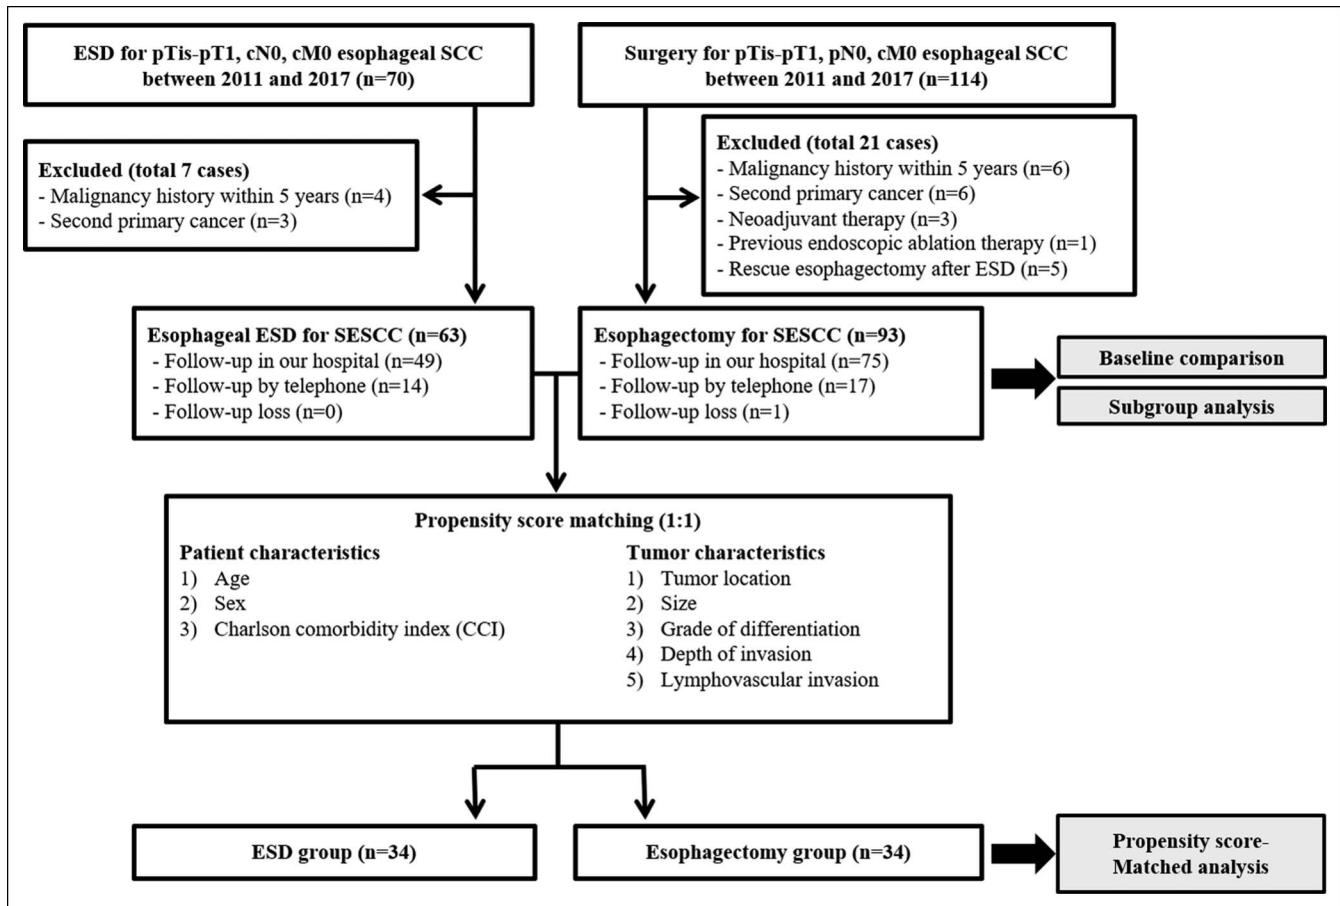 ESD for pTis-pT1, cN0, cM0 esophageal SCC
between 2011 and 2017 (n=70)
Surgery for pTis-pT1, pN0, cM0 esophageal SCC
between 2011 and 2017 (n=114)
Excluded (total 7 cases)
- Malignancy history within 5 years (n=4)
- Second primary cancer (n=3)
Excluded (total 21 cases)
- Malignancy history within 5 years (n=6)
- Second primary cancer (n=6)
- Neoadjuvant therapy (n=3)
- Previous endoscopic ablation therapy (n=1)
- Rescue esophagectomy after ESD (n=5)
Esophageal ESD for SESCC (n=63)
- Follow-up in our hospital (n=49)
- Follow-up by telephone (n=14)
- Follow-up loss (n=0)
Esophagectomy for SESCC (n=93)
- Follow-up in our hospital (n=75)
- Follow-up by telephone (n=17)
- Follow-up loss (n=1)
Baseline comparison
Subgroup analysis
Propensity score matching (1:1)
Patient characteristics
1) Age
2) Sex
3) Charlson comorbidity index (CCI)
Tumor characteristics
1) Tumor location
2) Size
3) Grade of differentiation
4) Depth of invasion
5) Lymphovascular invasion
ESD group (n=34)
Esophagectomy group (n=34)
Propensity score-
Matched analysis